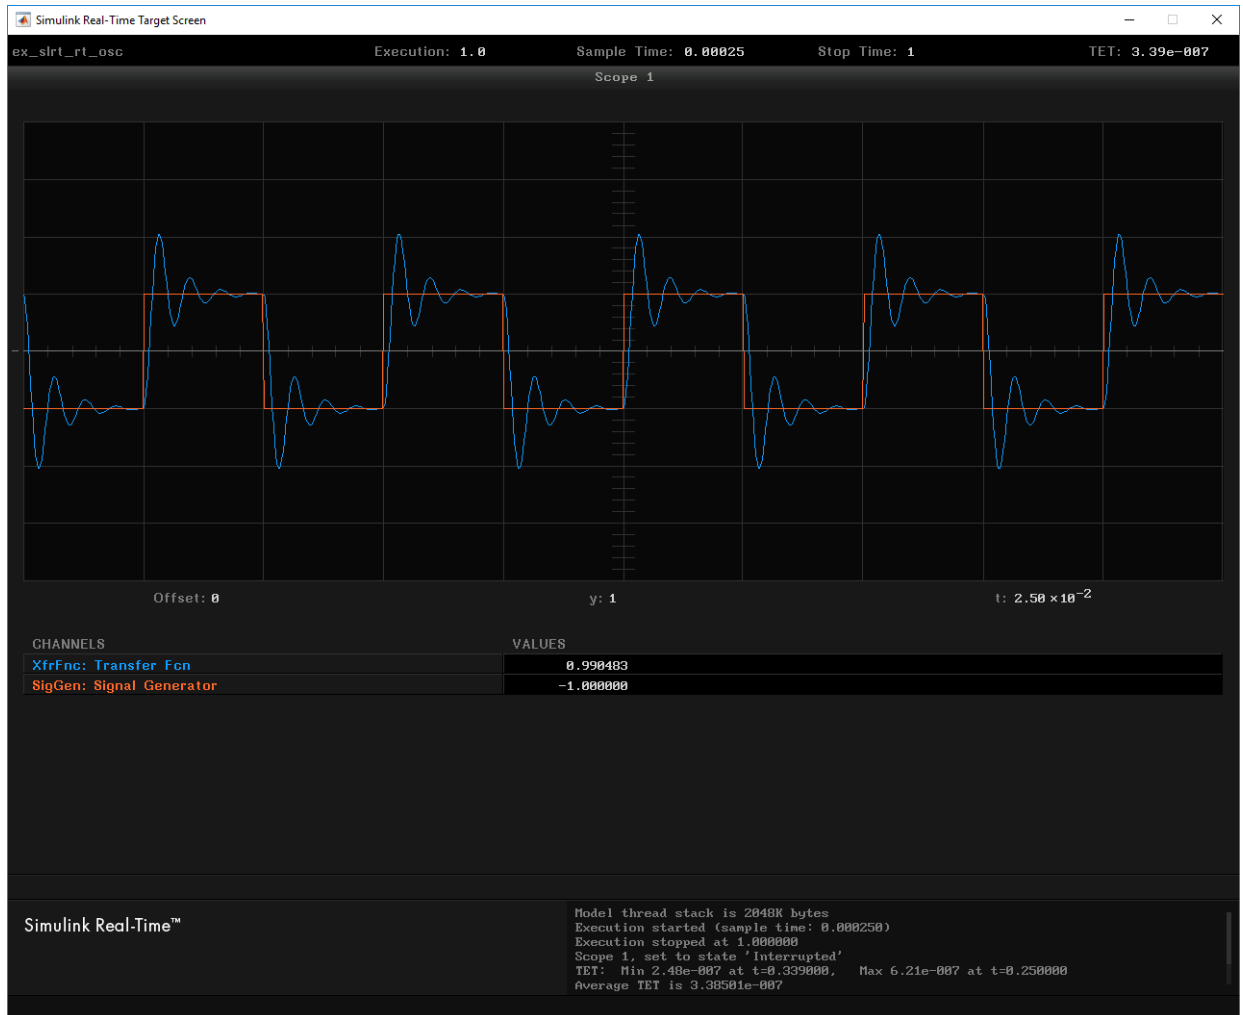 Simulink Real-Time Target Screen
ex_slrt_rt_osc Execution: 1.0 Sample Time: 0.00025 Stop Time: 1 TET: 3.39e-007
Scope 1
Offset: 0 y: 1 t: 2.50 ×10⁻²
CHANNELS VALUES
XfrFnc: Transfer Fcn 0.990483
SigGen: Signal Generator -1.000000
Simulink Real-Time™
Model thread stack is 2048K bytes
Execution started (sample time: 0.000250)
Execution stopped at 1.000000
Scope 1, set to state 'Interrupted'
TET: Min 2.48e-007 at t=0.339000, Max 6.21e-007 at t=0.250000
Average TET is 3.38501e-007